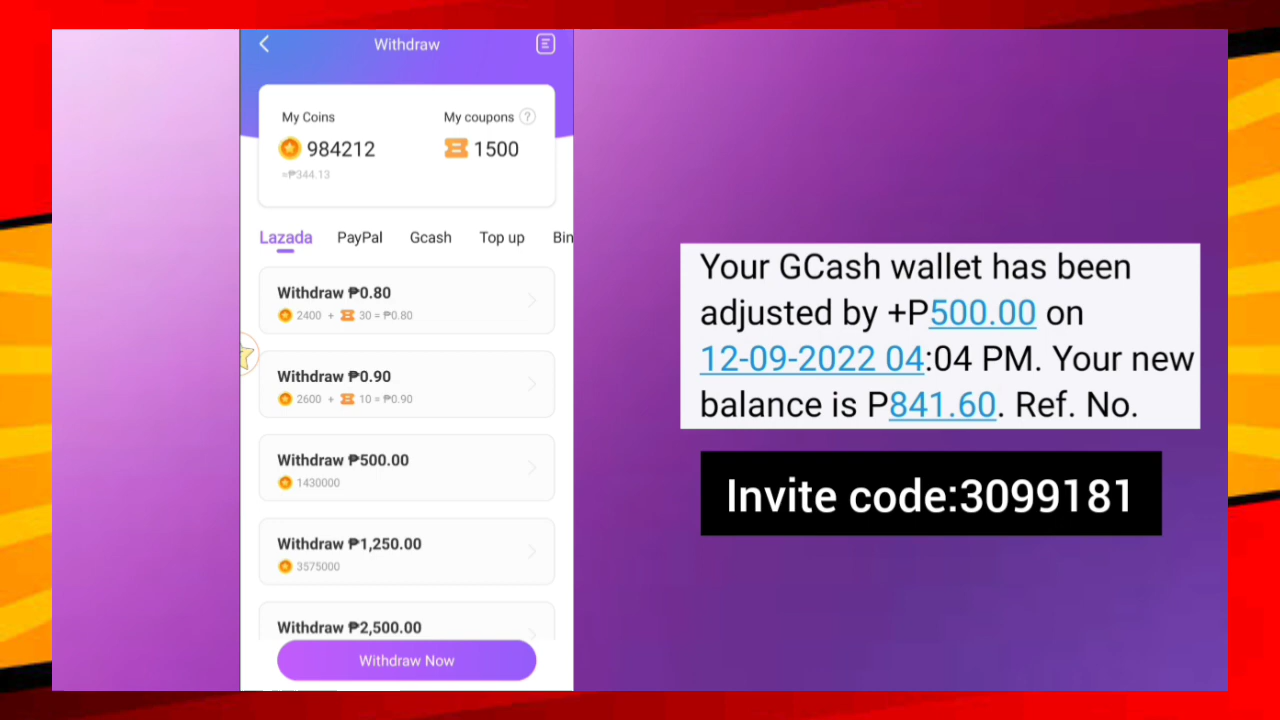 Withdraw
My Coins
My coupons ?
984212
1500
≈₱344.13
Lazada PayPal Gcash Top up Bin
Withdraw ₱0.80
2400 + 30 = ₱0.80
Withdraw ₱0.90
2600 + 10 = ₱0.90
Withdraw ₱500.00
1430000
Withdraw ₱1,250.00
3575000
Withdraw ₱2,500.00
Withdraw Now
Your GCash wallet has been
adjusted by +P500.00 on
12-09-2022 04:04 PM. Your new
balance is P841.60. Ref. No.
Invite code:3099181